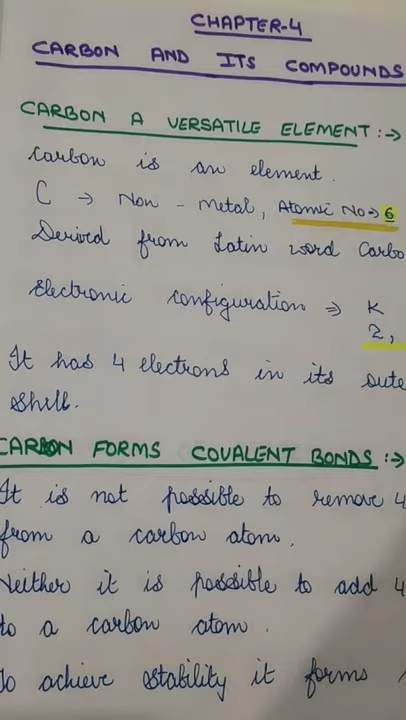 CHAPTER-4
CARBON AND ITS COMPOUNDS
CARBON A VERSATILE ELEMENT :->
Carbon is an element.
C → Non - Metal, Atomic No→ 6
Derived from Latin word Carbo
Electronic configuration ⇒ K
2,
It has 4 electrons in its oute
shell.
CARBON FORMS COVALENT BONDS :->
It is not possible to remove 4
from a carbon atom.
Neither it is possible to add 4
to a carbon atom.
To achieve stability it forms